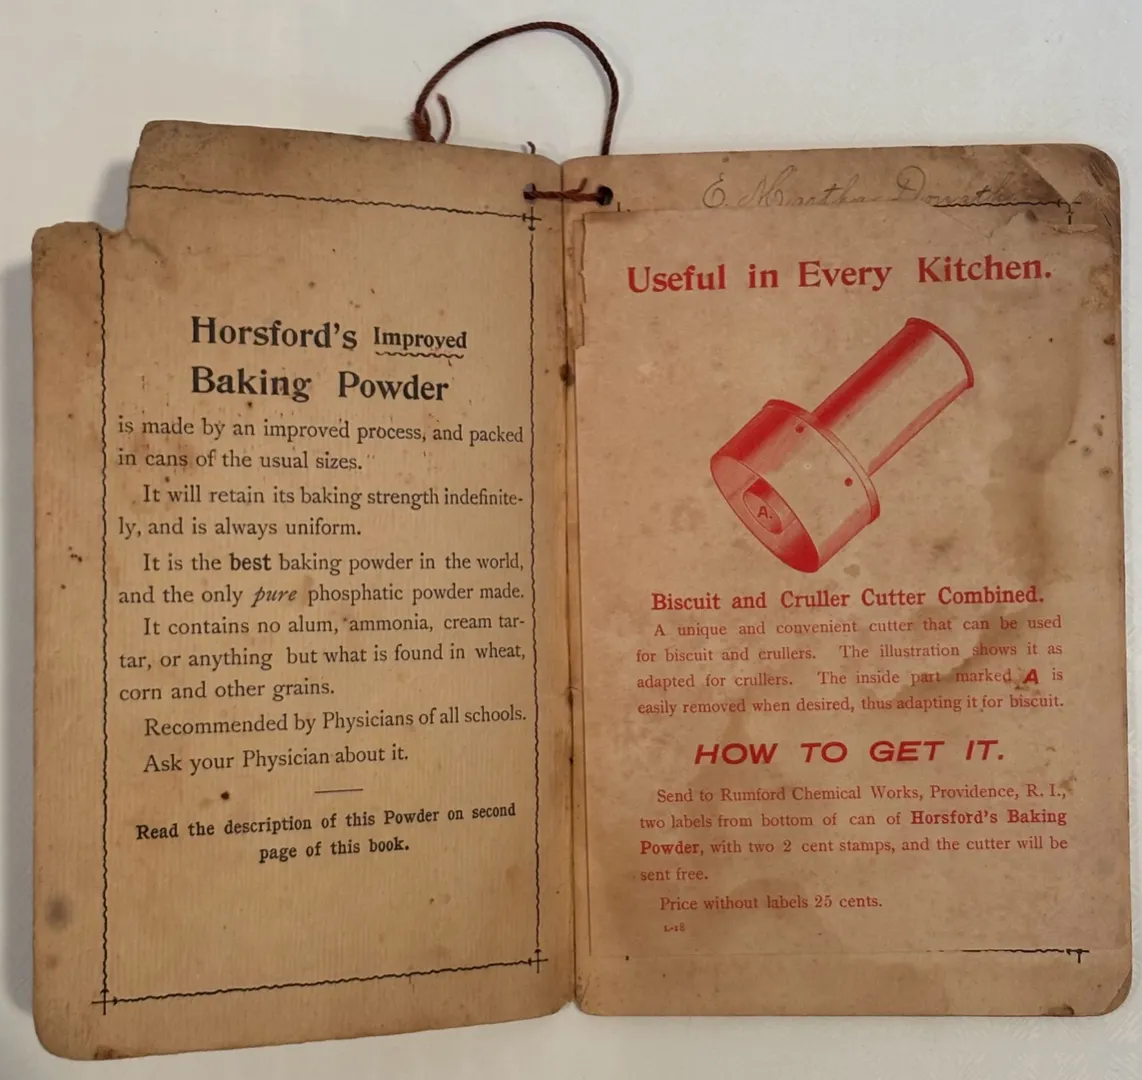 Horsford's Improved
Baking Powder
is made by an improved process, and packed
in cans of the usual sizes.
It will retain its baking strength indefinite-
ly, and is always uniform.
It is the best baking powder in the world,
and the only pure phosphatic powder made.
It contains no alum, ammonia, cream tar-
tar, or anything but what is found in wheat,
corn and other grains.
Recommended by Physicians of all schools.
Ask your Physician about it.
Read the description of this Powder on second
page of this book.
E. Martha
Useful in Every Kitchen.
A.
Biscuit and Cruller Cutter Combined.
A unique and convenient cutter that can be used
for biscuit and crullers. The illustration shows it as
adapted for crullers. The inside part marked A is
easily removed when desired, thus adapting it for biscuit.
HOW TO GET IT.
Send to Rumford Chemical Works, Providence, R. I.,
two labels from bottom of can of Horsford's Baking
Powder, with two 2 cent stamps, and the cutter will be
sent free.
Price without labels 25 cents.
L-18